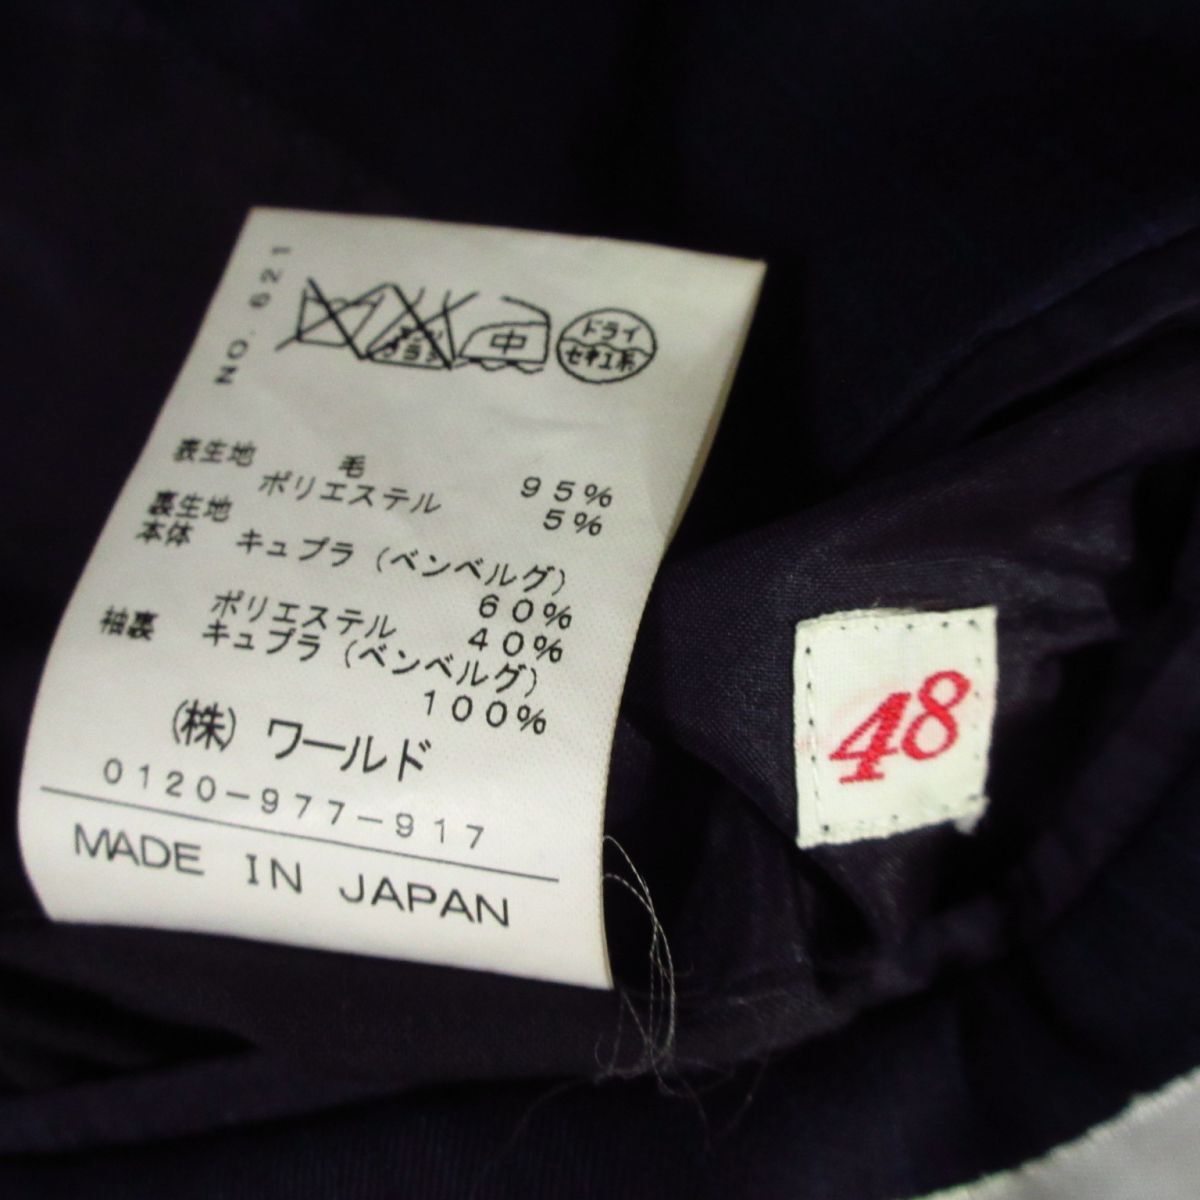 NO. 621
中
ドライ
セキユ系
表生地 毛 95%
ポリエステル 5%
裏生地
本体 キュプラ(ベンベルグ)
60%
ポリエステル 40%
袖裏 キュプラ(ベンベルグ)
100%
(株)ワールド
0120-977-917
MADE IN JAPAN
48